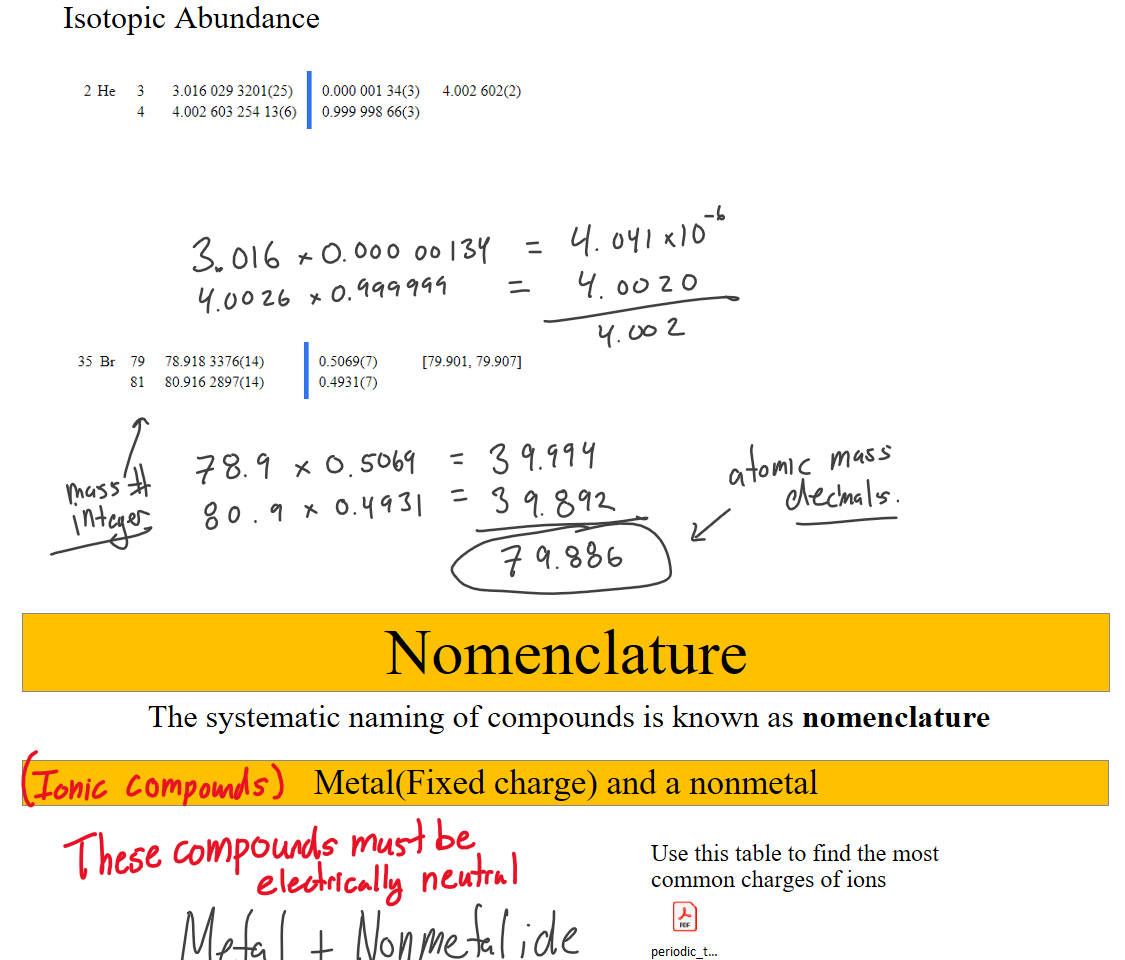 Isotopic Abundance
2 He 3 3.016 029 3201(25) 0.000 001 34(3) 4.002 602(2)
4 4.002 603 254 13(6) 0.999 998 66(3)
3.016 × 0.000 00134 = 4.041 ×10⁻⁶
4.0026 × 0.999999 = 4.0020
4.002
35 Br 79 78.918 3376(14) 0.5069(7) [79.901, 79.907]
81 80.916 2897(14) 0.4931(7)
78.9 × 0.5069 = 39.994
80.9 × 0.4931 = 39.892
79.886
mass #
integer
atomic mass
decimals.
Nomenclature
The systematic naming of compounds is known as nomenclature
(Ionic Compounds) Metal(Fixed charge) and a nonmetal
These compounds must be
electrically neutral
Use this table to find the most
common charges of ions
PDF
periodic_t...
Metal + Nonmetal ide